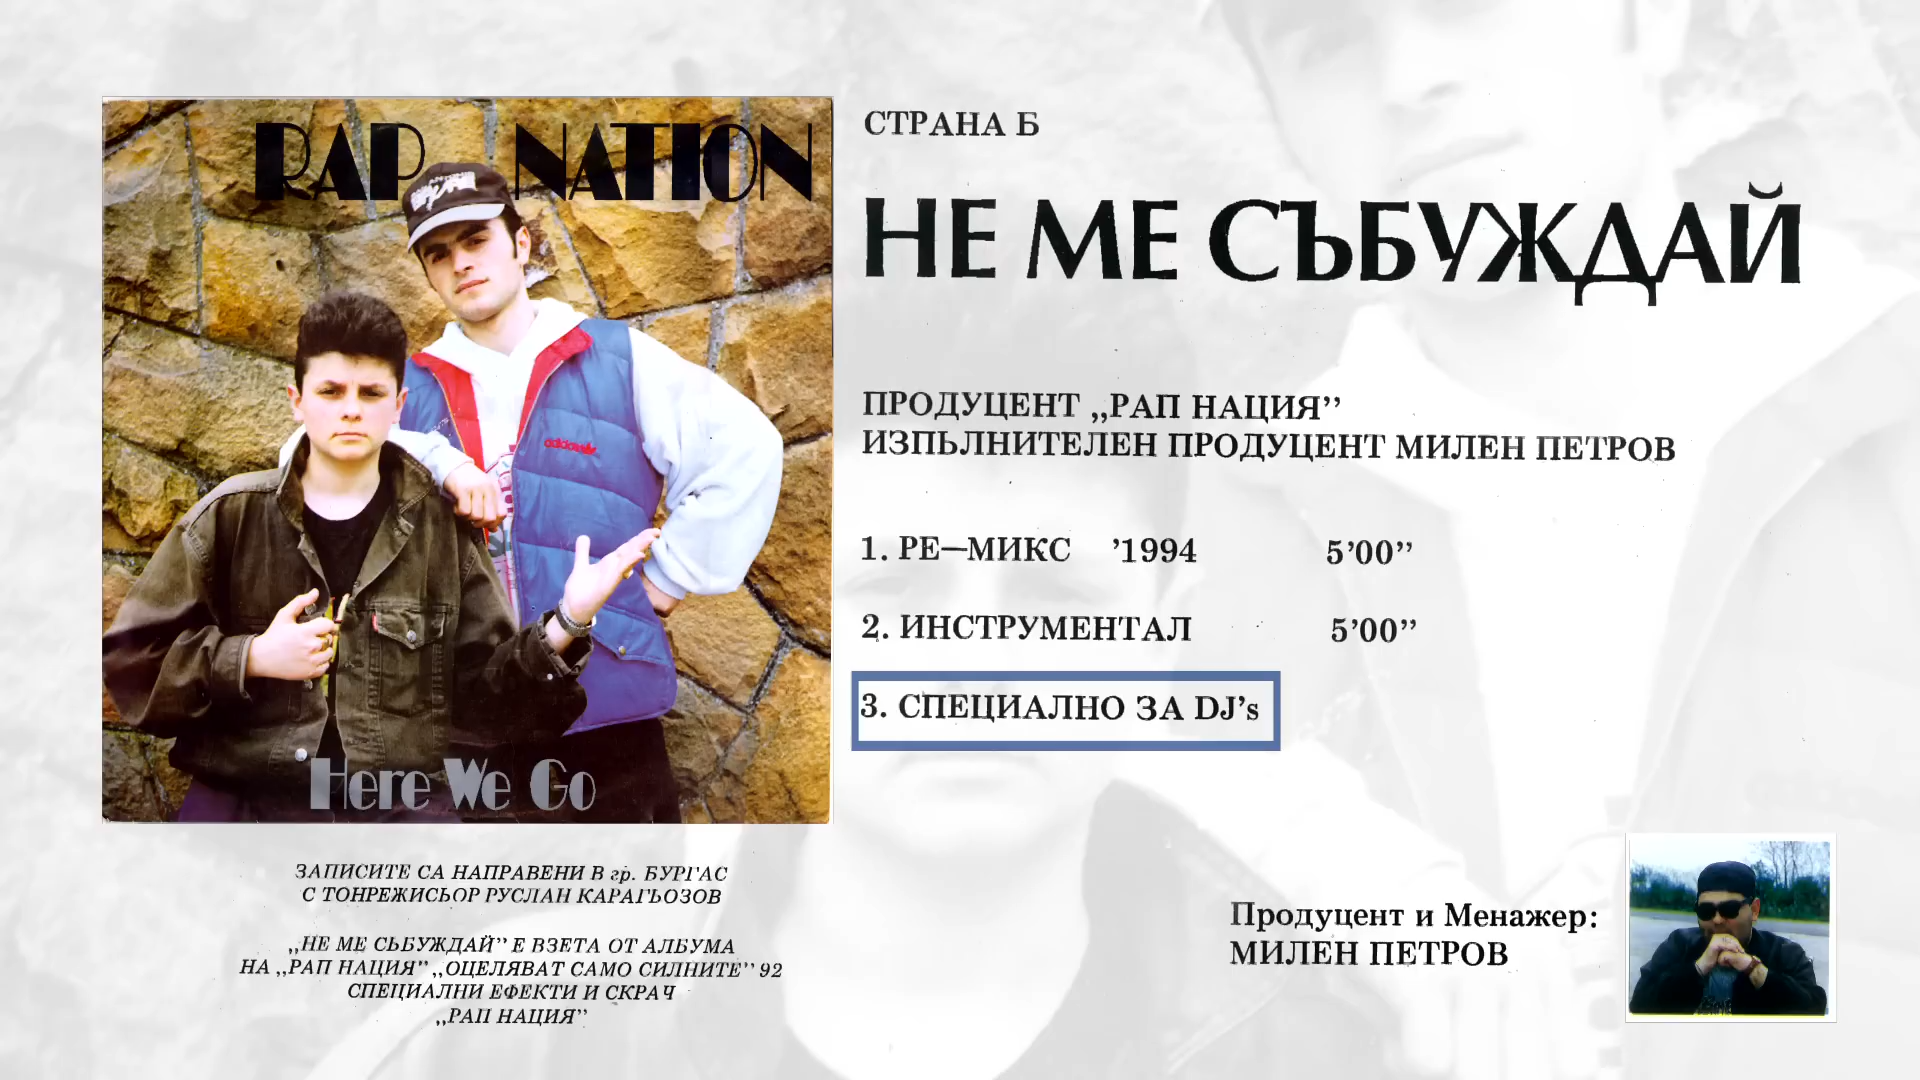 RAP NATION
adidas
Here We Go
СТРАНА Б
НЕ МЕ СЪБУЖДАЙ
ПРОДУЦЕНТ „РАП НАЦИЯ”
ИЗПЪЛНИТЕЛЕН ПРОДУЦЕНТ МИЛЕН ПЕТРОВ
1. РЕ—МИКС ’1994 5’00”
2. ИНСТРУМЕНТАЛ 5’00”
3. СПЕЦИАЛНО ЗА DJ’s
ЗАПИСИТЕ СА НАПРАВЕНИ В гр. БУРГАС
С ТОНРЕЖИСЬОР РУСЛАН КАРАГЬОЗОВ
„НЕ МЕ СЪБУЖДАЙ” Е ВЗЕТА ОТ АЛБУМА
НА „РАП НАЦИЯ” „ОЦЕЛЯВАТ САМО СИЛНИТЕ” 92
СПЕЦИАЛНИ ЕФЕКТИ И СКРАЧ
„РАП НАЦИЯ”
Продуцент и Менажер:
МИЛЕН ПЕТРОВ